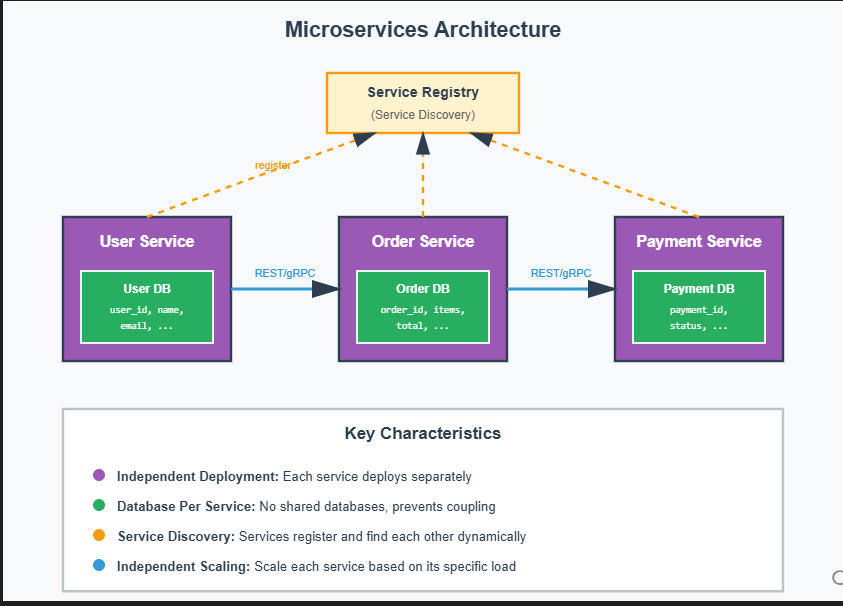 Microservices Architecture
Service Registry
(Service Discovery)
register
User Service
User DB
user_id, name,
email, ...
REST/gRPC
Order Service
Order DB
order_id, items,
total, ...
REST/gRPC
Payment Service
Payment DB
payment_id,
status, ...
Key Characteristics
Independent Deployment: Each service deploys separately
Database Per Service: No shared databases, prevents coupling
Service Discovery: Services register and find each other dynamically
Independent Scaling: Scale each service based on its specific load